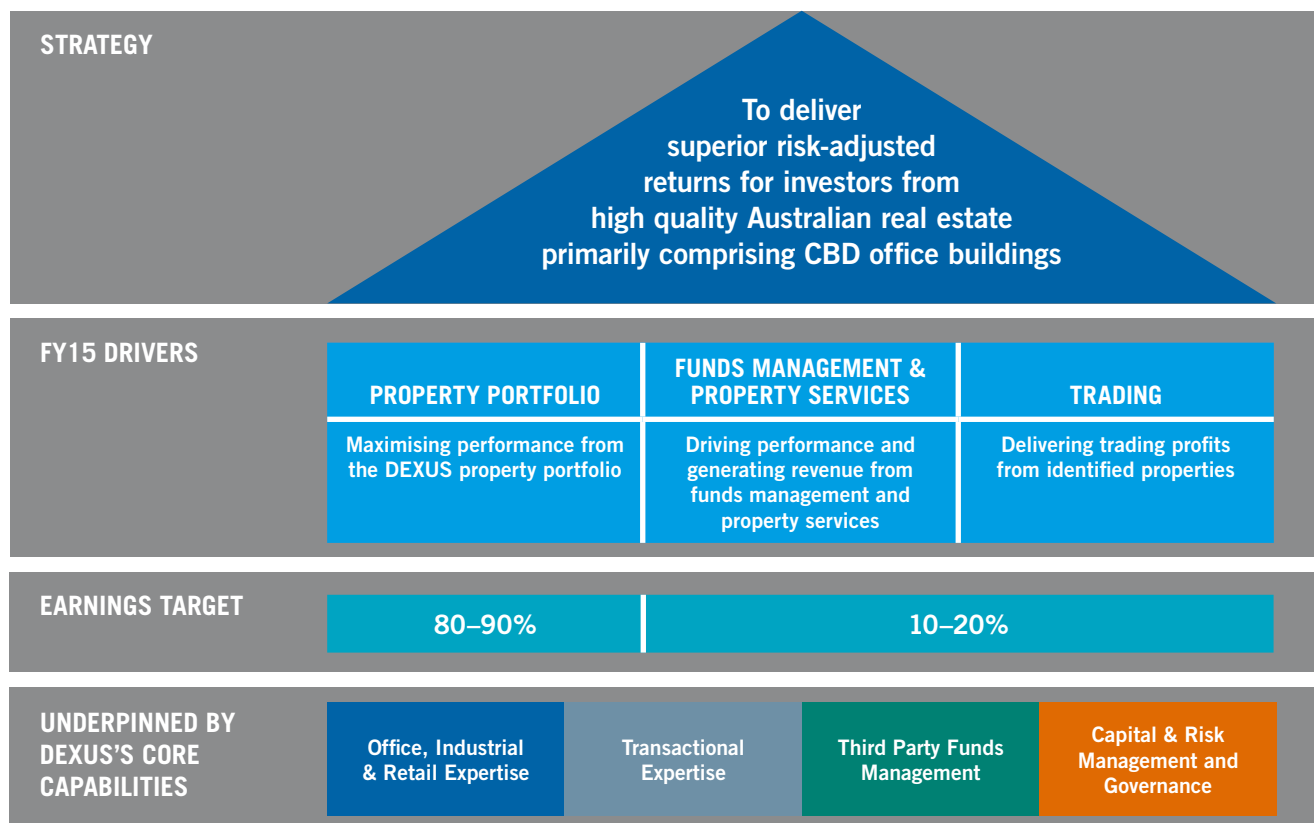 STRATEGY
To deliver
superior risk-adjusted
returns for investors from
high quality Australian real estate
primarily comprising CBD office buildings
FY15 DRIVERS
PROPERTY PORTFOLIO
Maximising performance from
the DEXUS property portfolio
FUNDS MANAGEMENT &
PROPERTY SERVICES
Driving performance and
generating revenue from
funds management and
property services
TRADING
Delivering trading profits
from identified properties
EARNINGS TARGET
80–90%
10–20%
UNDERPINNED BY
DEXUS’S CORE
CAPABILITIES
Office, Industrial
& Retail Expertise
Transactional
Expertise
Third Party Funds
Management
Capital & Risk
Management and
Governance